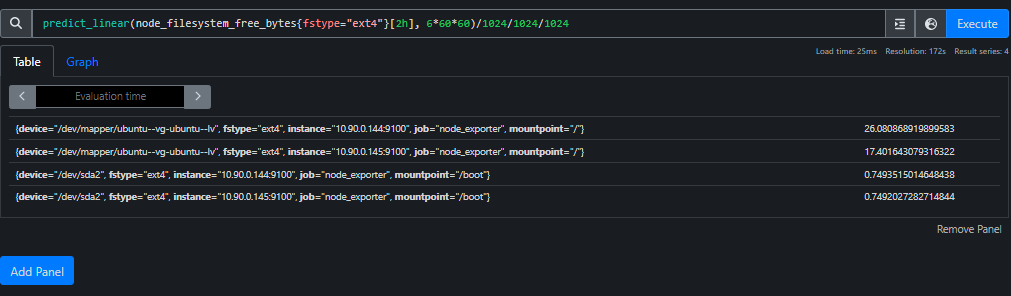 predict_linear(node_filesystem_free_bytes{fstype="ext4"}[2h], 6*60*60)/1024/1024/1024
Execute
Load time: 25ms Resolution: 172s Result series: 4
Table Graph
Evaluation time
{device="/dev/mapper/ubuntu--vg-ubuntu--lv", fstype="ext4", instance="10.90.0.144:9100", job="node_exporter", mountpoint="/"} 26.080868919899583
{device="/dev/mapper/ubuntu--vg-ubuntu--lv", fstype="ext4", instance="10.90.0.145:9100", job="node_exporter", mountpoint="/"} 17.401643079316322
{device="/dev/sda2", fstype="ext4", instance="10.90.0.144:9100", job="node_exporter", mountpoint="/boot"} 0.7493515014648438
{device="/dev/sda2", fstype="ext4", instance="10.90.0.145:9100", job="node_exporter", mountpoint="/boot"} 0.7492027282714844
Remove Panel
Add Panel